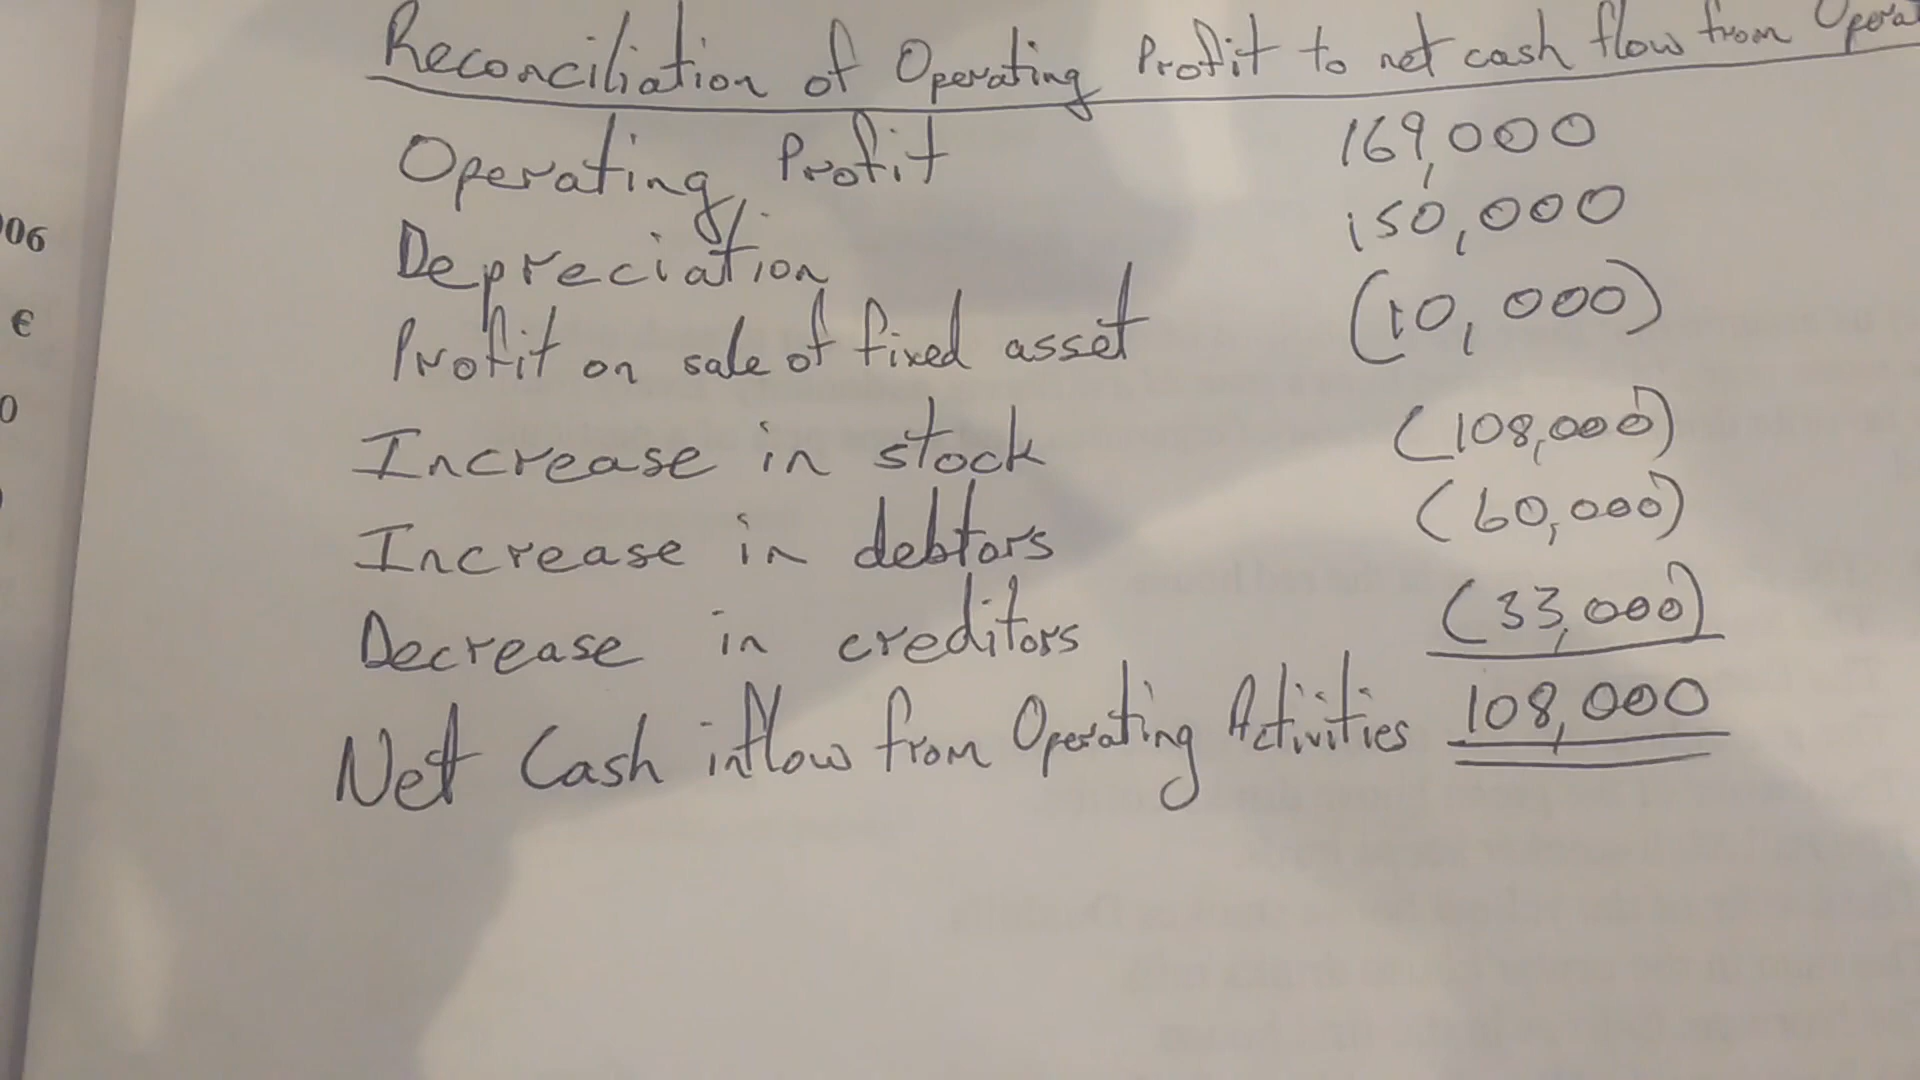 Reconciliation of Operating Profit to net cash flow from
Operating Profit 169,000
Depreciation 150,000
Profit on sale of fixed asset (10,000)
Increase in stock (108,000)
Increase in debtors (60,000)
Decrease in creditors (33,000)
Net Cash inflow from Operating Activities 108,000
06
€
0